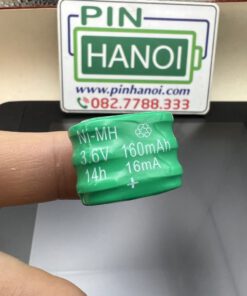 PIN
HANOI
www.pinhanoi.com
082.7788.333
Ni-MH
3.6V 160mAh
14h 16mA
+